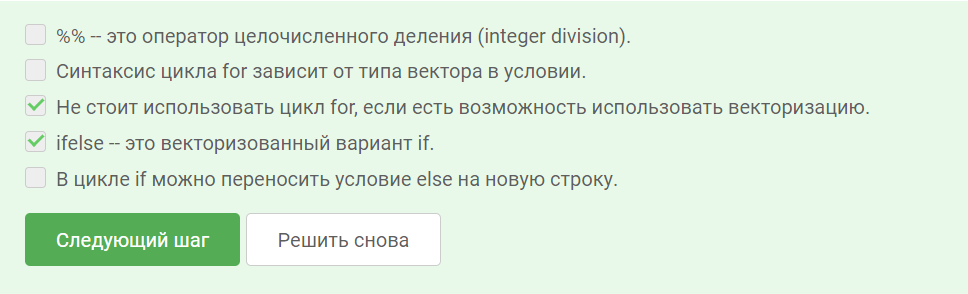 %% -- это оператор целочисленного деления (integer division).
Синтаксис цикла for зависит от типа вектора в условии.
Не стоит использовать цикл for, если есть возможность использовать векторизацию.
ifelse -- это векторизованный вариант if.
В цикле if можно переносить условие else на новую строку.
Следующий шаг Решить снова